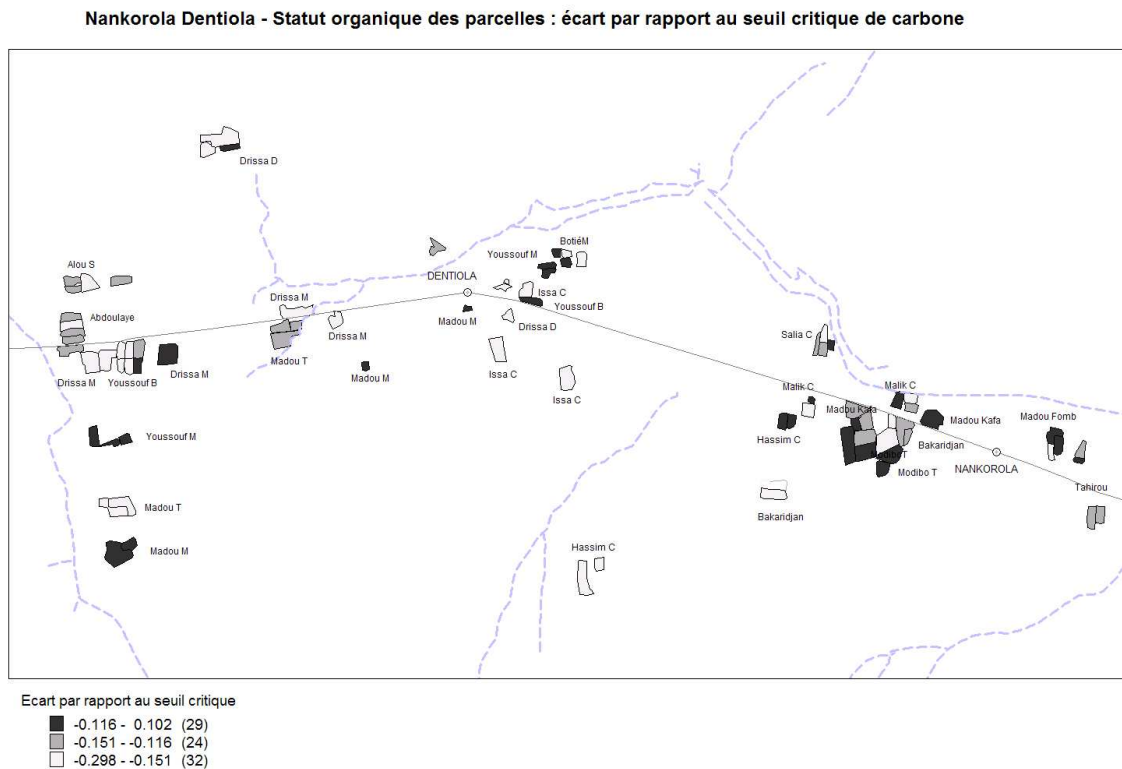 Nankorola Dentiola - Statut organique des parcelles : écart par rapport au seuil critique de carbone
Drissa D
BotiéM
Youssouf M
Alou S
DENTIOLA
Issa C
Drissa M
Youssouf B
Abdoulaye
Madou M
Drissa D
Drissa M
Salia C
Madou T
Drissa M
Youssouf B
Drissa M
Madou M
Issa C
Issa C
Malik C
Malik C
Madou Kafa
Madou Kafa
Madou Fomb
Youssouf M
Hassim C
Bakaridjan
Modibo T
Modibo T
NANKOROLA
Tahirou
Madou T
Bakaridjan
Madou M
Hassim C
Ecart par rapport au seuil critique
-0.116 - 0.102 (29)
-0.151 - -0.116 (24)
-0.298 - -0.151 (32)